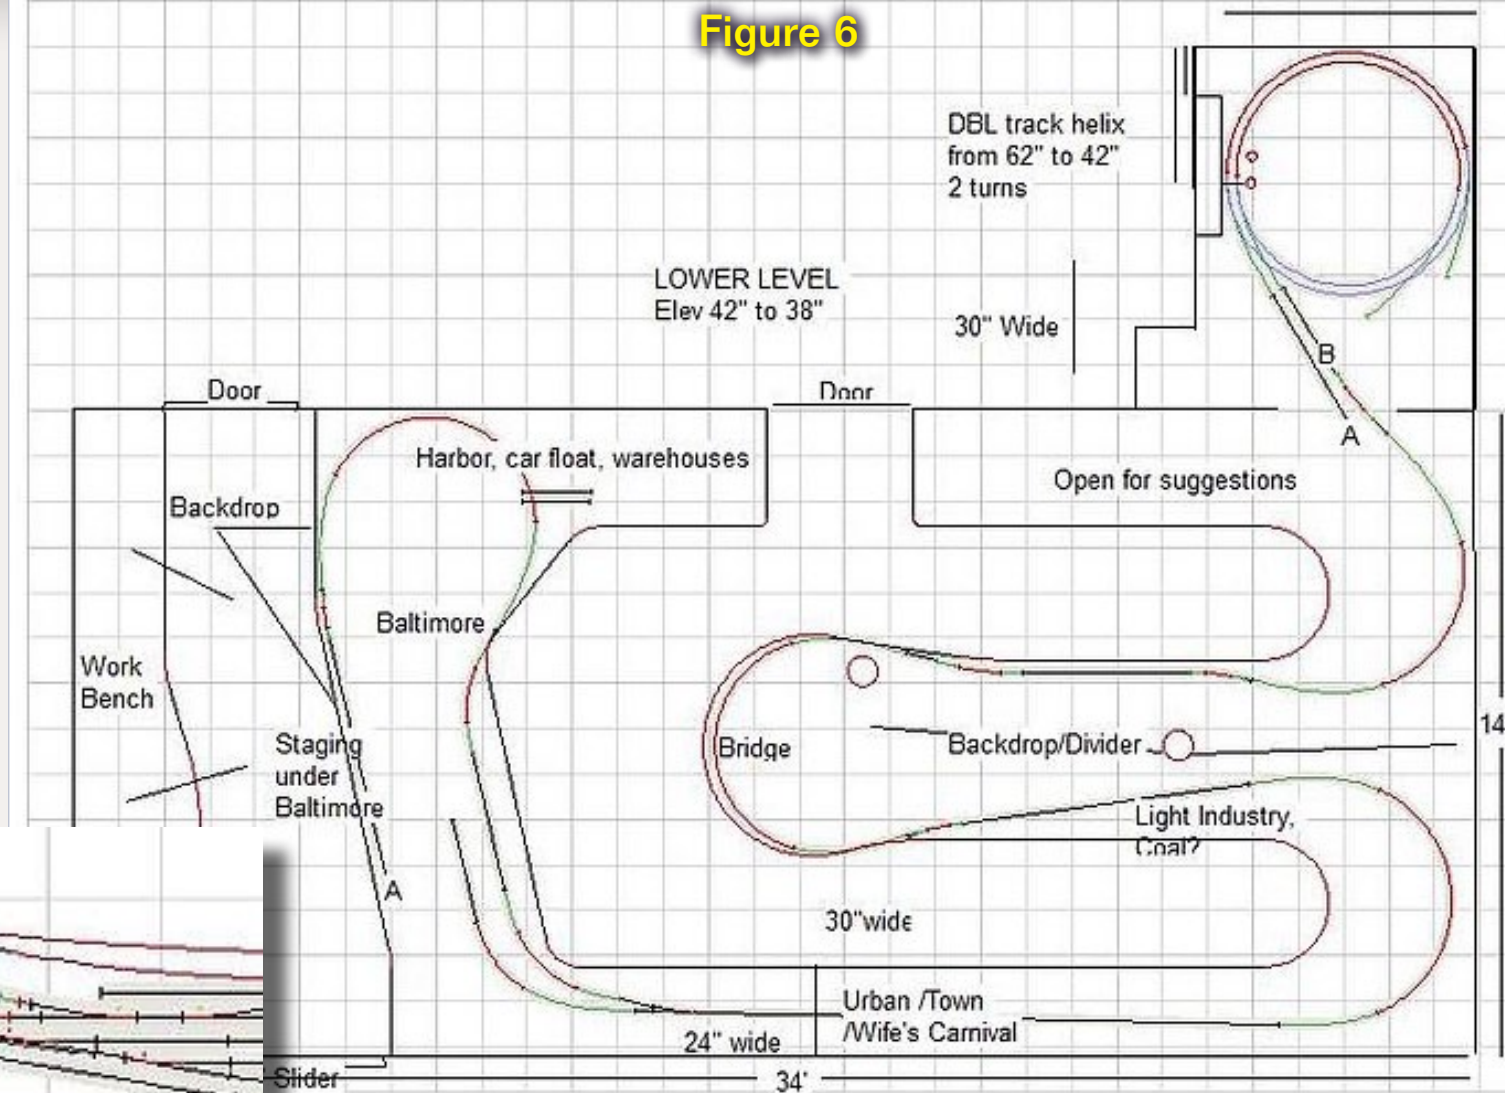 Figure 6
DBL track helix
from 62" to 42"
2 turns
LOWER LEVEL
Elev 42" to 38"
30" Wide
B
A
Door
Door
Harbor, car float, warehouses
Open for suggestions
Backdrop
Baltimore
Work
Bench
Staging
under
Baltimore
Bridge
Backdrop/Divider
14
Light Industry,
Coal?
A
30"wide
Urban /Town
/Wife's Carnival
24" wide
Slider
34'